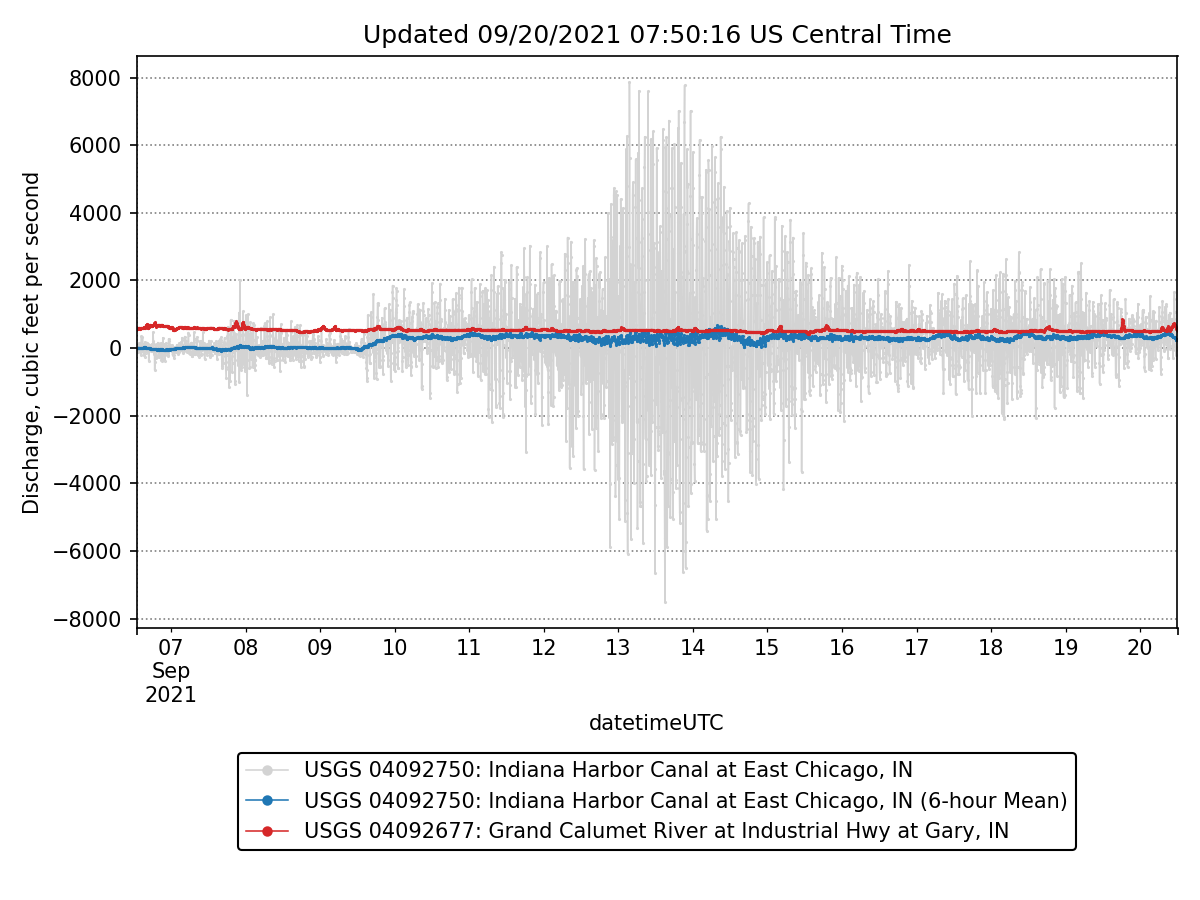 Updated 09/20/2021 07:50:16 US Central Time
8000
6000
4000
2000
0
−2000
−4000
−6000
−8000
Discharge, cubic feet per second
07 08 09 10 11 12 13 14 15 16 17 18 19 20
Sep
2021
datetimeUTC
USGS 04092750: Indiana Harbor Canal at East Chicago, IN
USGS 04092750: Indiana Harbor Canal at East Chicago, IN (6-hour Mean)
USGS 04092677: Grand Calumet River at Industrial Hwy at Gary, IN